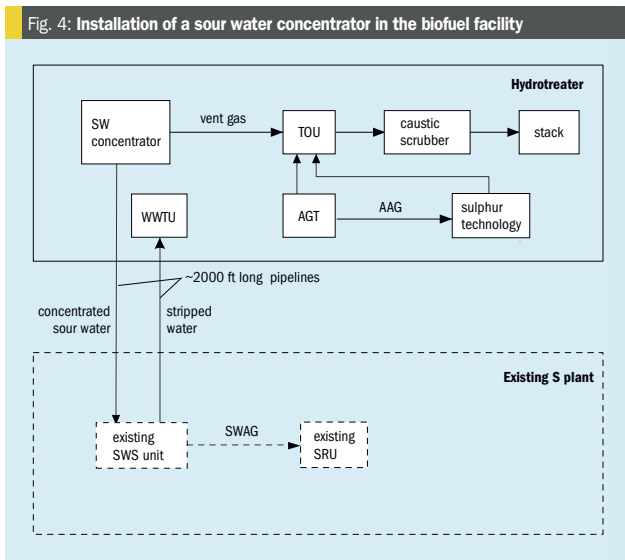 Fig. 4: Installation of a sour water concentrator in the biofuel facility
Hydrotreater
SW
concentrator
vent gas
TOU
caustic
scrubber
stack
WWTU
AGT
AAG
sulphur
technology
~2000 ft long pipelines
concentrated
sour water
stripped
water
Existing S plant
existing
SWS unit
SWAG
existing
SRU